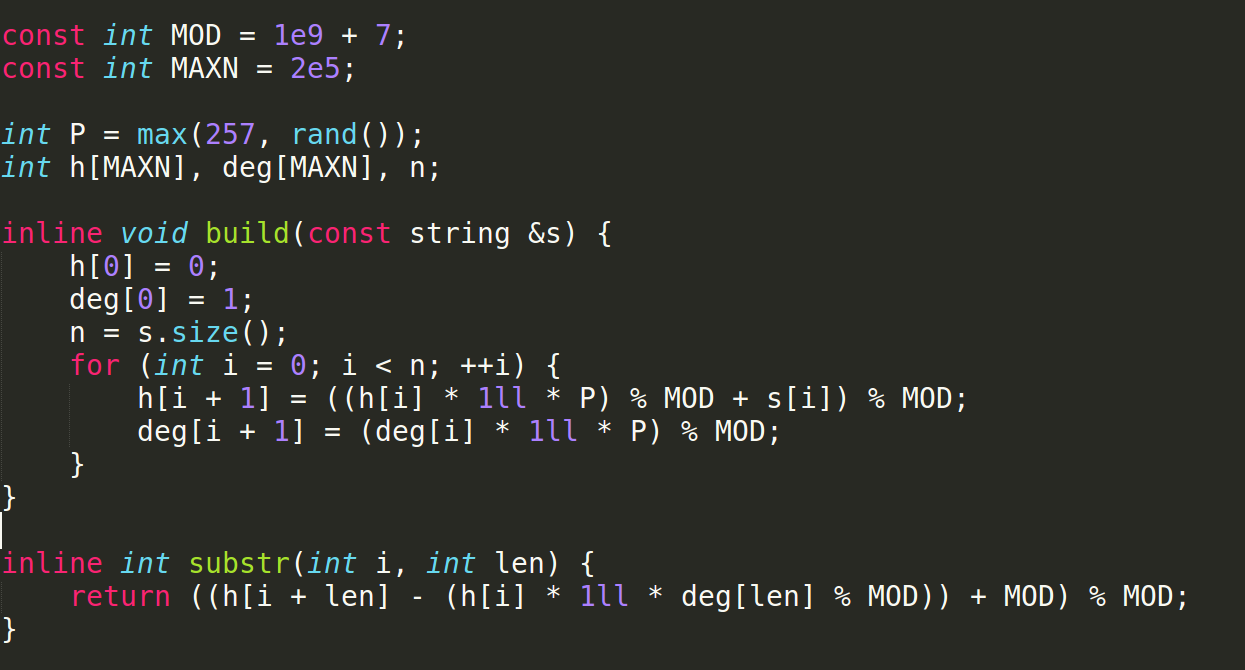 const int MOD = 1e9 + 7;
const int MAXN = 2e5;
int P = max(257, rand());
int h[MAXN], deg[MAXN], n;
inline void build(const string &s) {
    h[0] = 0;
    deg[0] = 1;
    n = s.size();
    for (int i = 0; i < n; ++i) {
        h[i + 1] = ((h[i] * 1ll * P) % MOD + s[i]) % MOD;
        deg[i + 1] = (deg[i] * 1ll * P) % MOD;
    }
}
inline int substr(int i, int len) {
    return ((h[i + len] - (h[i] * 1ll * deg[len] % MOD)) + MOD) % MOD;
}